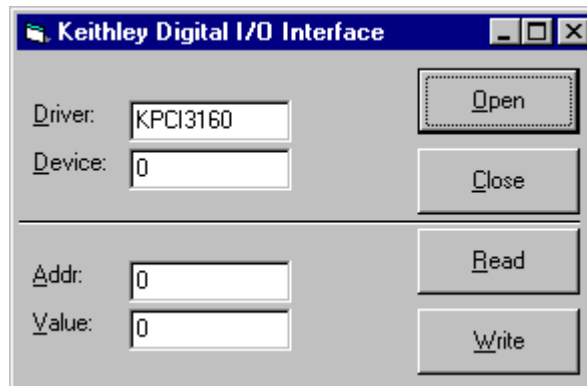 Keithley Digital I/O Interface
Driver: KPCI3160
Open
Device: 0
Close
Addr: 0
Read
Value: 0
Write